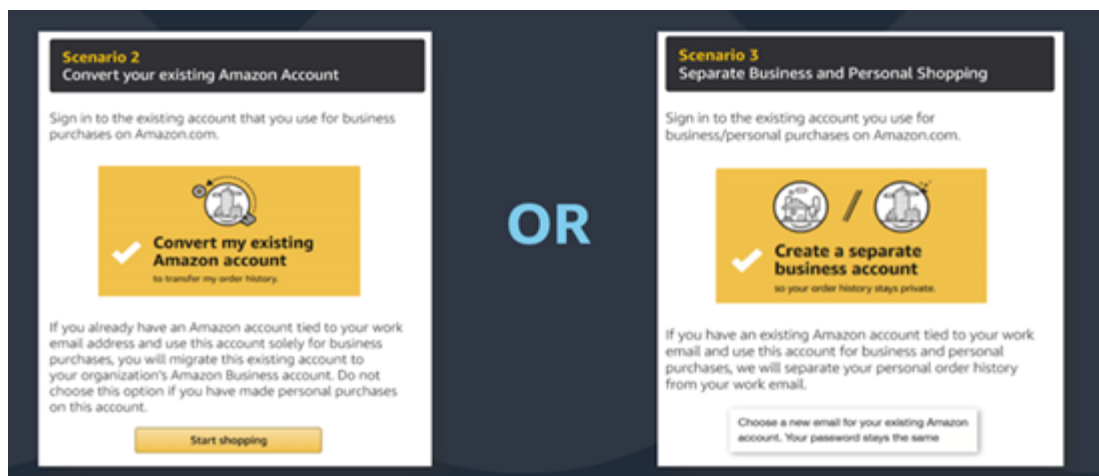 Scenario 2
Convert your existing Amazon Account
Sign in to the existing account that you use for business
purchases on Amazon.com.
Convert my existing
Amazon account
to transfer my order history.
If you already have an Amazon account tied to your work
email address and use this account solely for business
purchases, you will migrate this existing account to
your organization's Amazon Business account. Do not
choose this option if you have made personal purchases
on this account.
Start shopping
OR
Scenario 3
Separate Business and Personal Shopping
Sign in to the existing account you use for
business/personal purchases on Amazon.com.
Create a separate
business account
so your order history stays private.
If you have an existing Amazon account tied to your work
email and use this account for business and personal
purchases, we will separate your personal order history
from your work email.
Choose a new email for your existing Amazon
account. Your password stays the same